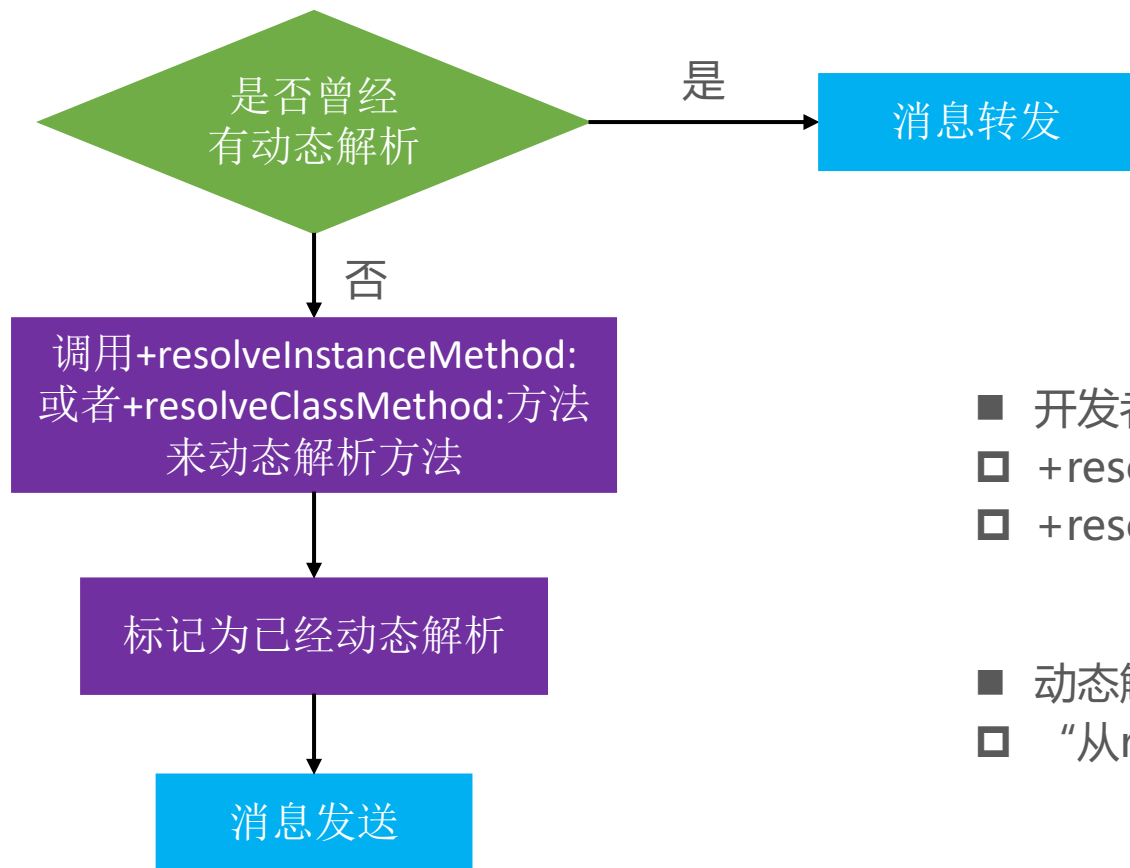 是否曾经
有动态解析
是
消息转发
否
调用+resolveInstanceMethod:
或者+resolveClassMethod:方法
来动态解析方法
标记为已经动态解析
消息发送
■ 开发
□ +res
□ +res
■ 动态
□ “从